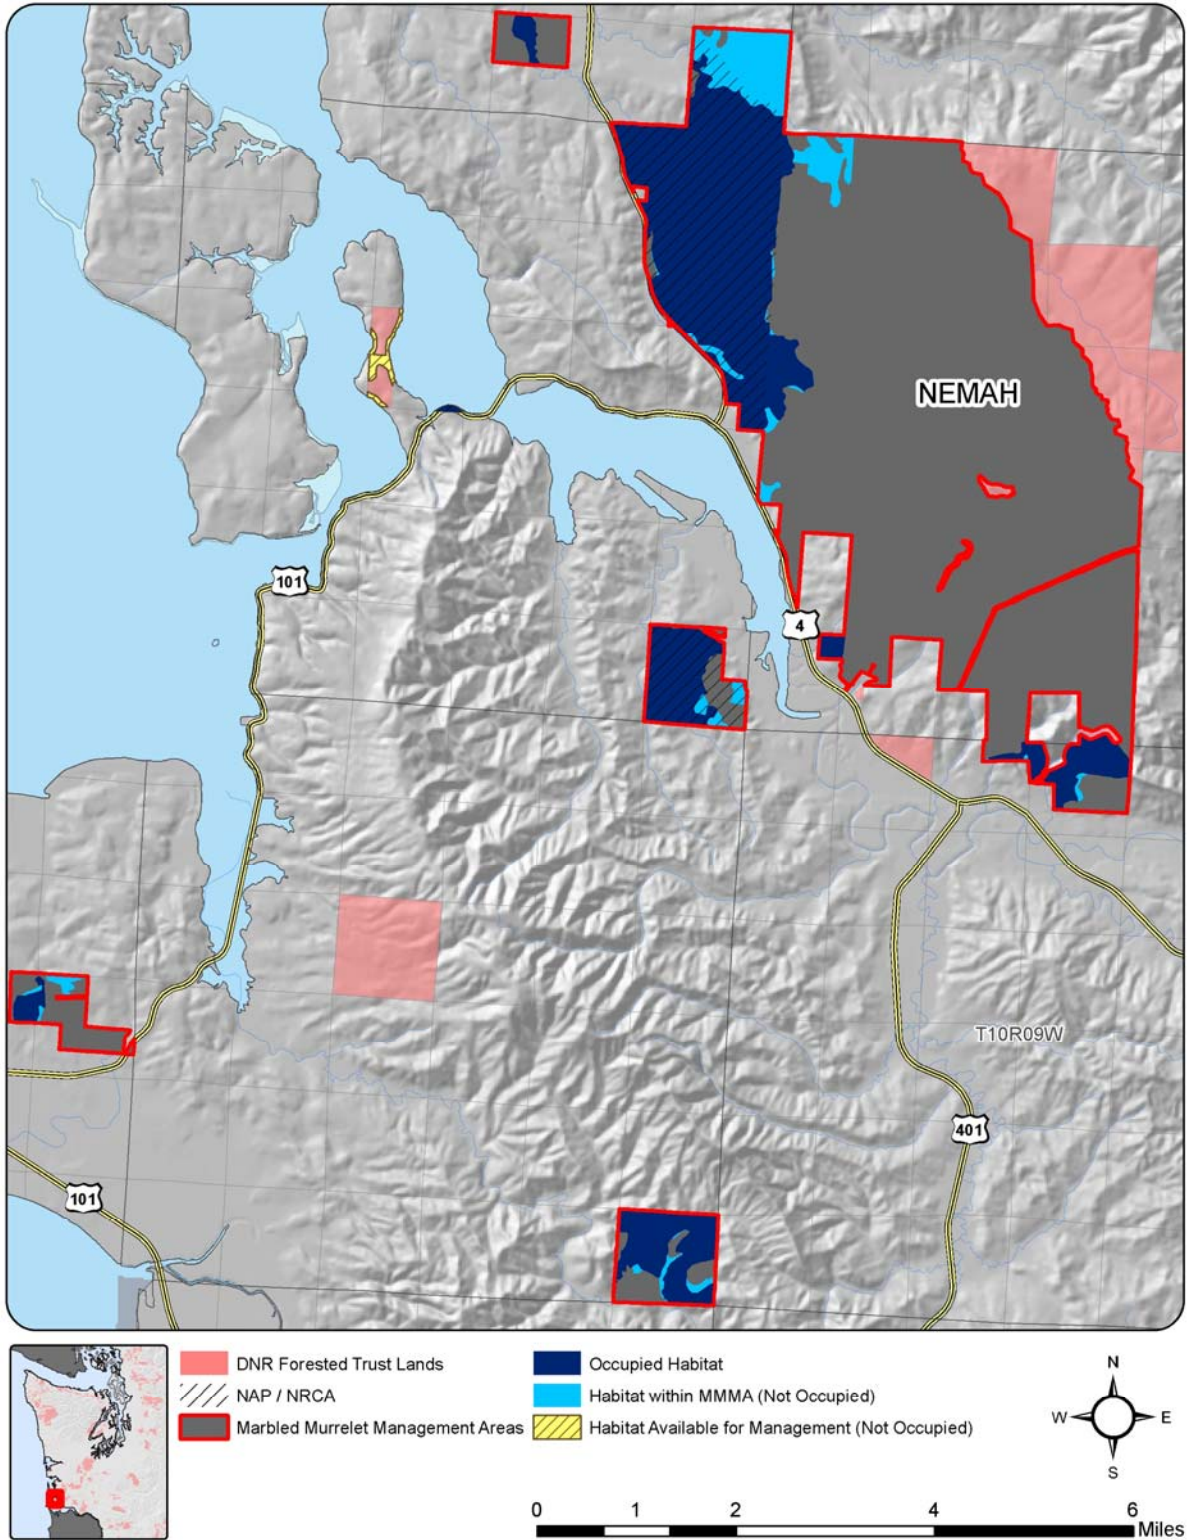 NEMAH
101
4
T10R09W
401
101
DNR Forested Trust Lands
NAP / NRCA
Marbled Murrelet Management Areas
Occupied Habitat
Habitat within MMMA (Not Occupied)
Habitat Available for Management (Not Occupied)
N
W
E
S
0 1 2 4 6
Miles